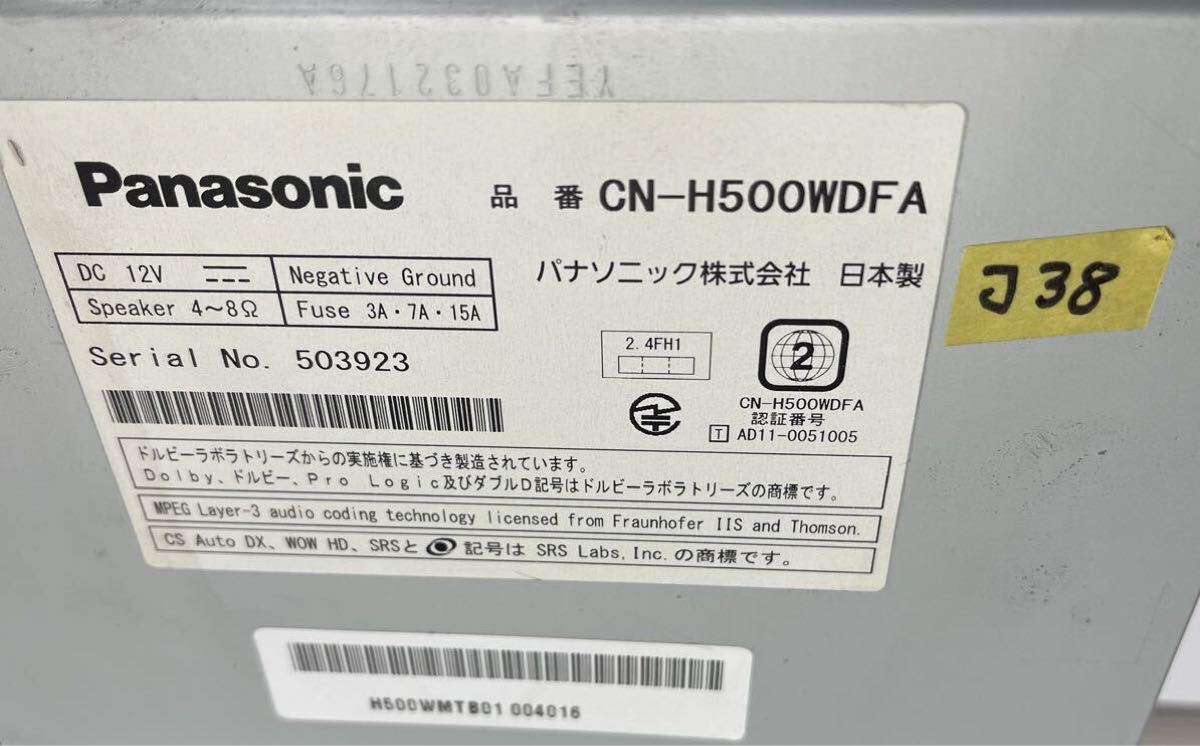 YEFA032176A
Panasonic 品 番 CN-H500WDFA
DC 12V Negative Ground
Speaker 4～8Ω Fuse 3A・7A・15A
パナソニック株式会社 日本製
J 38
Serial No. 503923
2.4FH1
2
CN-H500WDFA
認証番号
T AD11-0051005
ドルビーラボラトリーズからの実施権に基づき製造されています。
Dolby、ドルビー、Pro Logic及びダブルD記号はドルビーラボラトリーズの商標です。
MPEG Layer-3 audio coding technology licensed from Fraunhofer IIS and Thomson.
CS Auto DX、WOW HD、SRSと 記号は SRS Labs,Inc.の商標です。
H500WMTB01 004016